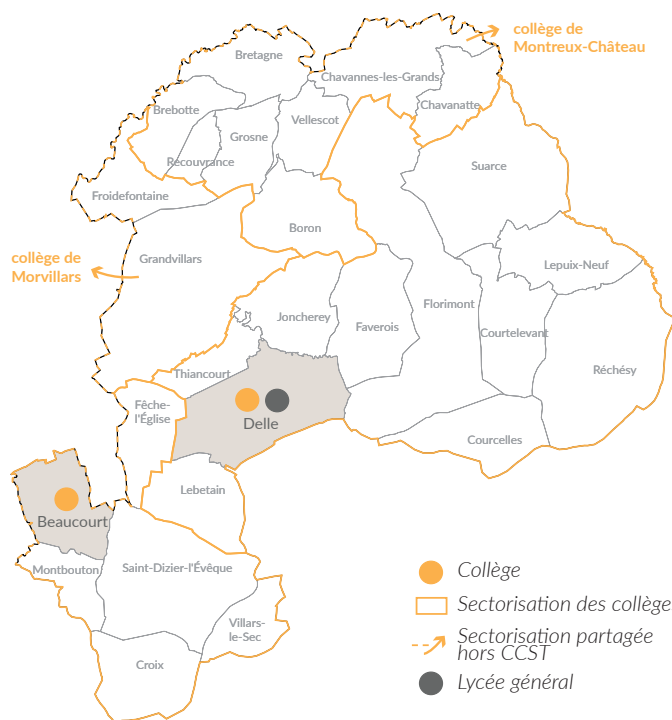 collège de
Montreux-Château
Bretagne
Chavannes-les-Grands
Chavanatte
Brebotte
Vellescot
Grosne
Recouvrance
Suarce
Froidefontaine
Boron
collège de
Morvillars
Grandvillars
Lepuix-Neuf
Florimont
Joncherey
Faverois
Courtelevant
Thiancourt
Réchésy
Fêche-
l'Église
Delle
Courcelles
Lebetain
Beaucourt
Montbouton
Saint-Dizier-l'Évêque
Villars-
le-Sec
Croix
Collège
Sectorisation des collège
Sectorisation partagée
hors CCST
Lycée général